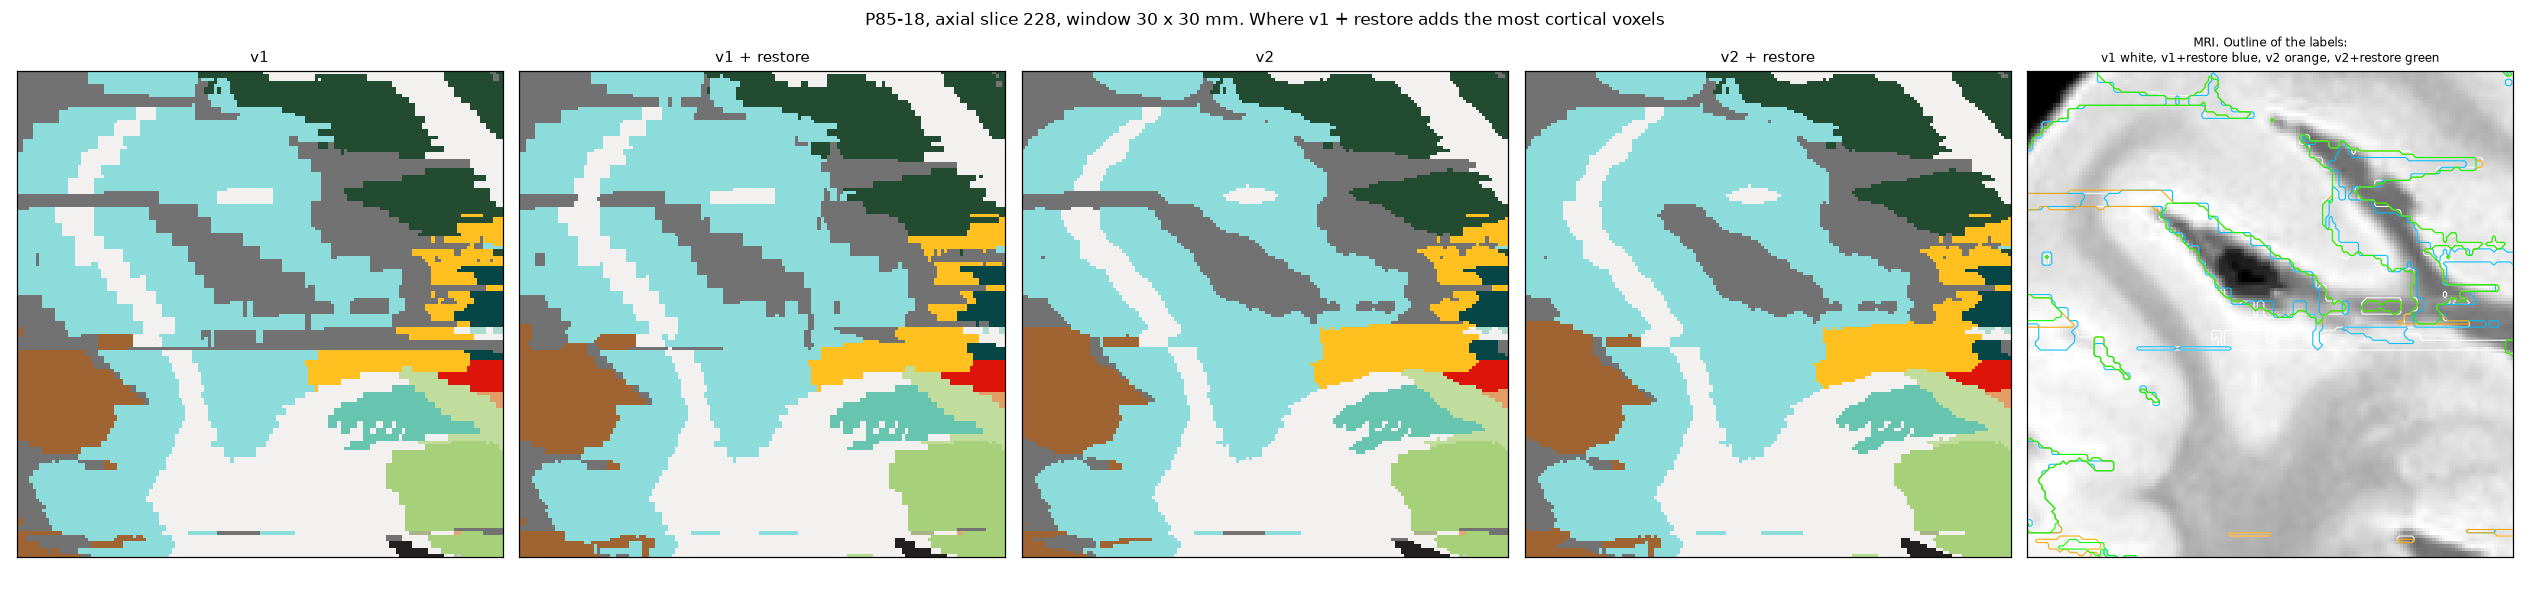 P85-18, axial slice 228, window 30 x 30 mm. Where v1 + restore adds the most cortical voxels
v1
v1 + restore
v2
v2 + restore
MRI. Outline of the labels:
v1 white, v1+restore blue, v2 orange, v2+restore green